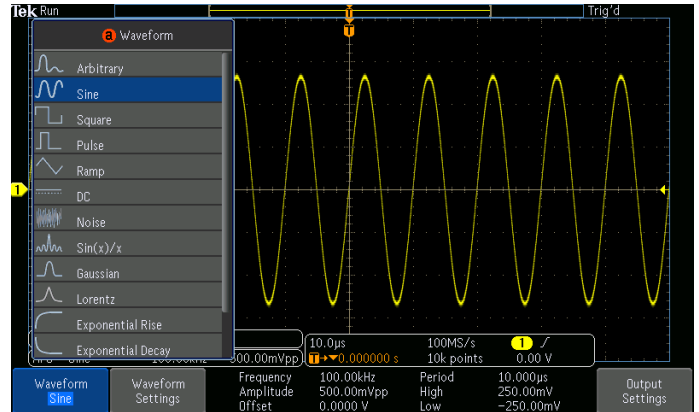 Tek Run
Trig'd
a Waveform
Arbitrary
Sine
Square
Pulse
Ramp
DC
Noise
Sin(x)/x
Gaussian
Lorentz
Exponential Rise
Exponential Decay
1
500.00mVpp
10.0µs 100MS/s 1
T→▼0.000000 s 10k points 0.00 V
Waveform
Sine
Waveform
Settings
Frequency 100.00kHz Period 10.000µs
Amplitude 500.00mVpp High 250.00mV
Offset 0.0000 V Low −250.00mV
Output
Settings